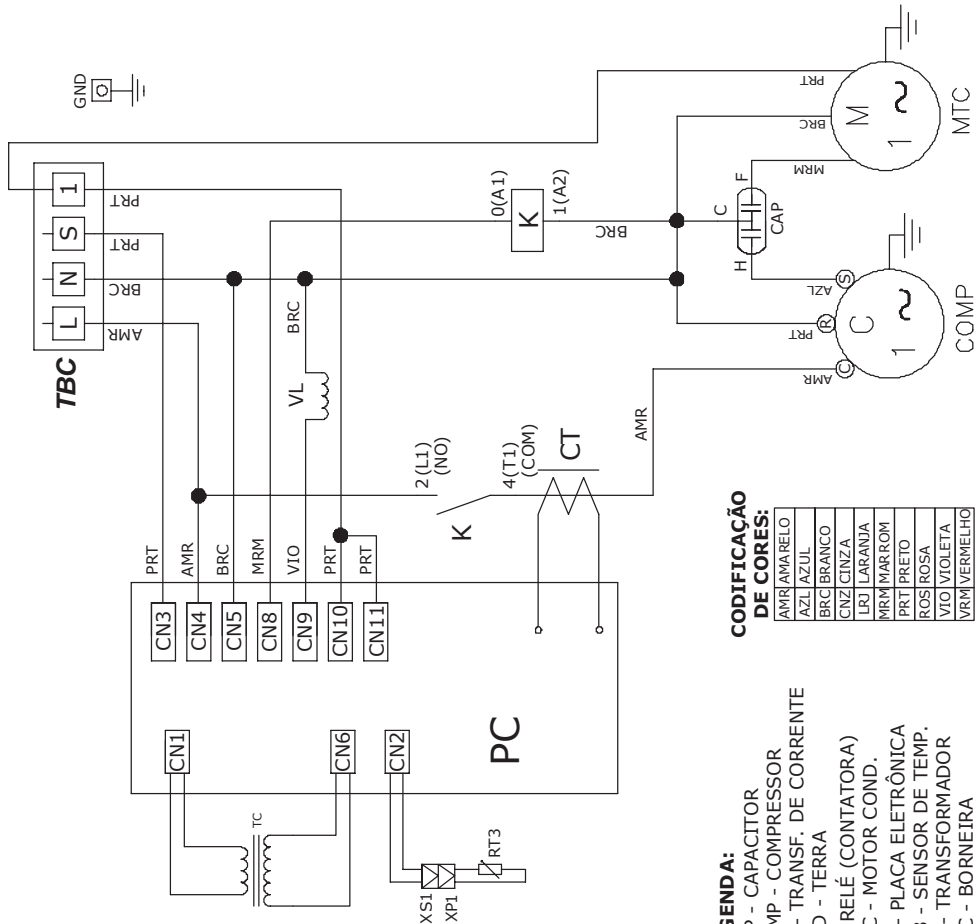 TBC
L
N
S
1
AMR
BRC
PRT
PRT
GND
PRT
AMR
BRC
MRM
VIO
PRT
PRT
CN3
CN4
CN5
CN8
CN9
CN10
CN11
CN1
CN6
CN2
PC
TC
XS1
XP1
RT3
VL
BRC
K
2(L1)
(NO)
4(T1)
(COM)
CT
AMR
0(A1)
K
1(A2)
BRC
C
H
F
CAP
AZL
PRT
AMR
S
R
C
C
1
~
COMP
MRM
BRC
PRT
M
1
~
MTC
CODIFICAÇÃO
DE CORES:
AMR AMARELO
AZL AZUL
BRC BRANCO
CNZ CINZA
LRJ LARANJA
MRM MARROM
PRT PRETO
ROS ROSA
VIO VIOLETA
VRM VERMELHO
GENDA:
P - CAPACITOR
MP - COMPRESSOR
- TRANSF. DE CORRENTE
D - TERRA
RELÉ (CONTATORA)
C - MOTOR COND.
- PLACA ELETRÔNICA
- SENSOR DE TEMP.
- TRANSFORMADOR
C - BORNEIRA